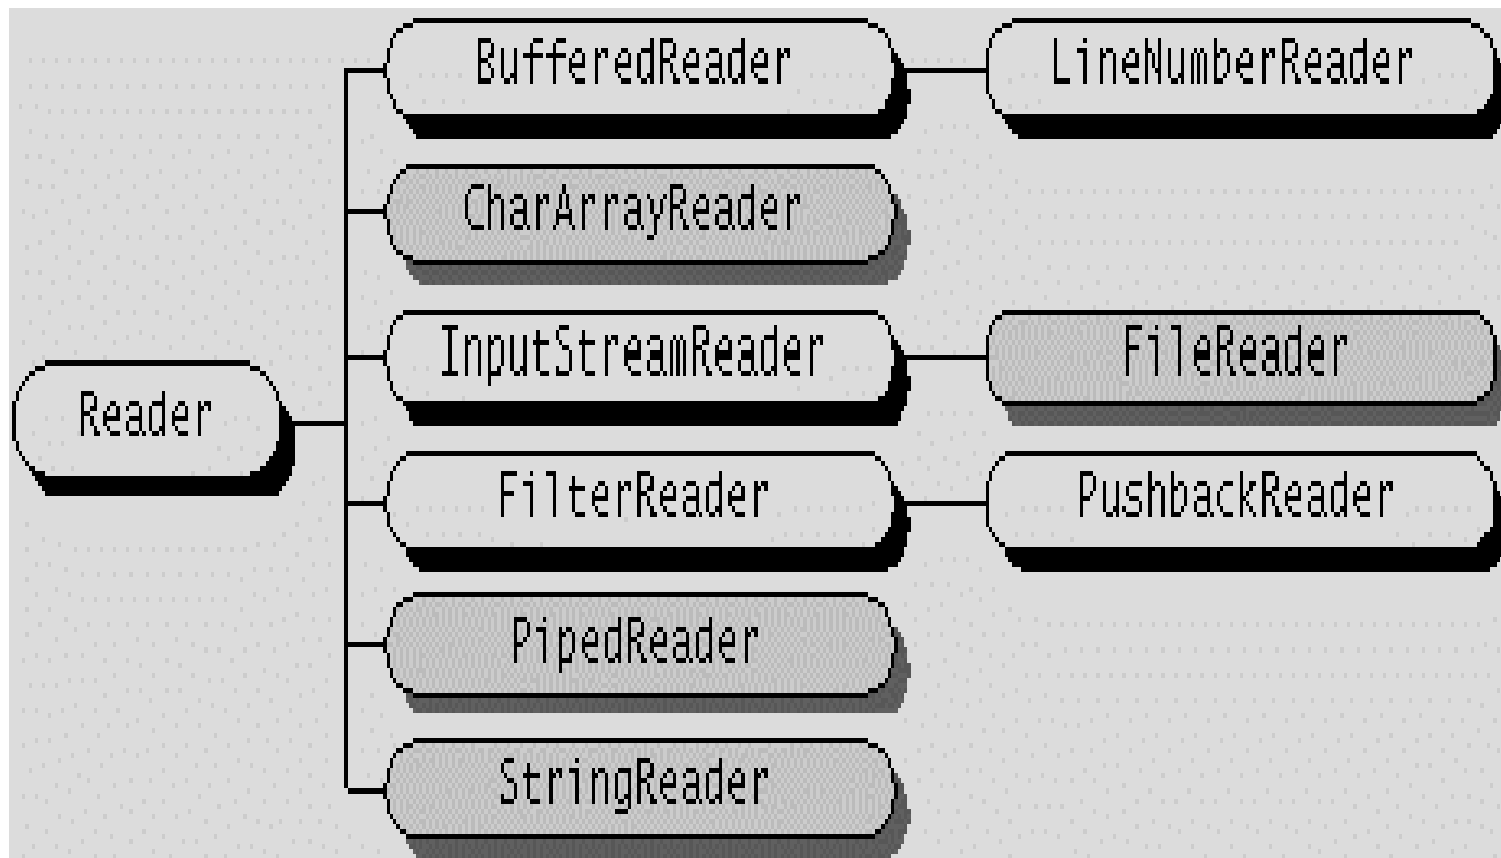 BufferedReader
LineNumberReader
CharArrayReader
InputStreamReader
FileReader
Reader
FilterReader
PushbackReader
PipedReader
StringReader